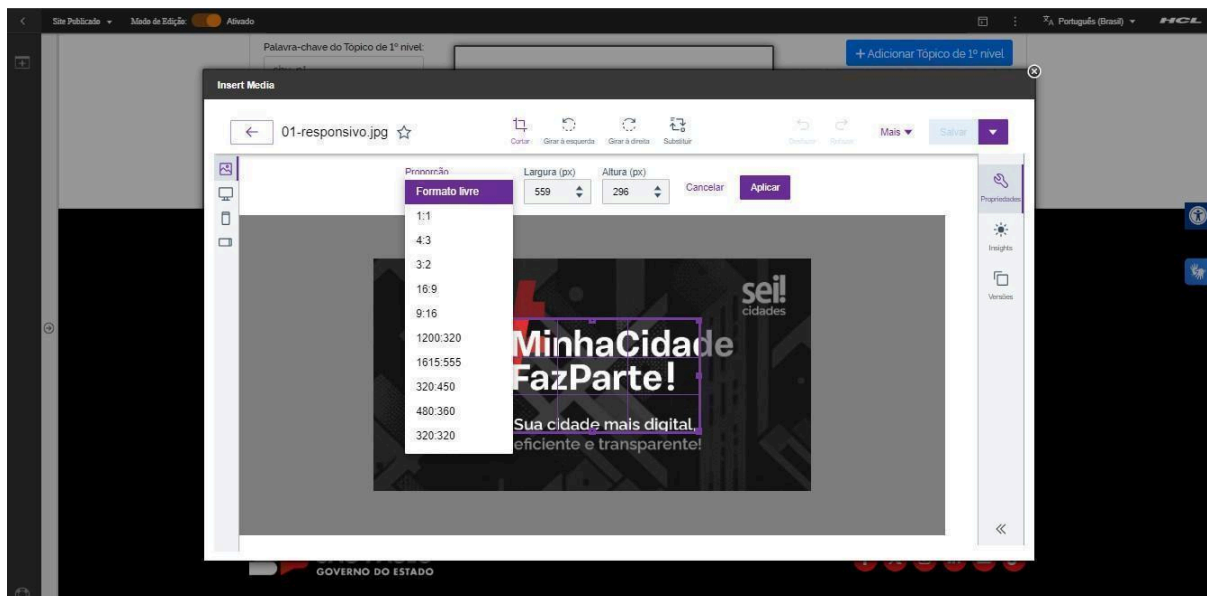 Site Publicado
Modo de Edição:
Ativado
Português (Brasil)
HCL
Palavra-chave do Tópico de 1º nível:
+ Adicionar Tópico de 1º nível
Insert Media
01-responsivo.jpg
Cortar
Girar à esquerda
Girar à direita
Substituir
Desfazer
Refazer
Mais
Salvar
Proporção
Largura (px)
Altura (px)
Formato livre
559
296
Cancelar
Aplicar
1:1
4:3
3:2
16:9
9:16
1200:320
1615:555
320:450
480:360
320:320
Propriedades
Insights
Versões
sei!
cidades
MinhaCidade
FazParte!
Sua cidade mais digital,
eficiente e transparente!
GOVERNO DO ESTADO